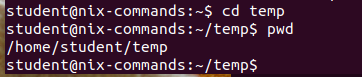 student@nix-commands:~$ cd temp
student@nix-commands:~/temp$ pwd
/home/student/temp
student@nix-commands:~/temp$